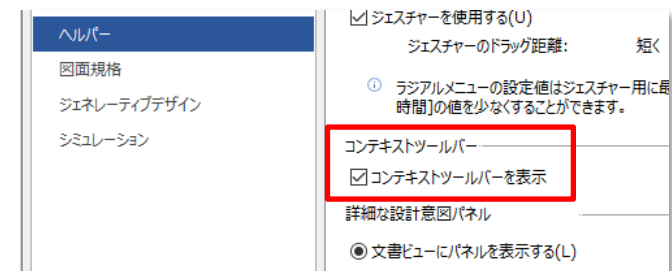 ヘルパー
図面規格
ジェネレーティブデザイン
シミュレーション
ジェスチャーを使用する(U)
ジェスチャーのドラッグ距離: 短く
ラジアルメニューの設定値はジェスチャー用に最
時間]の値を少なくすることができます。
コンテキストツールバー
コンテキストツールバーを表示
詳細な設計意図パネル
文書ビューにパネルを表示する(L)